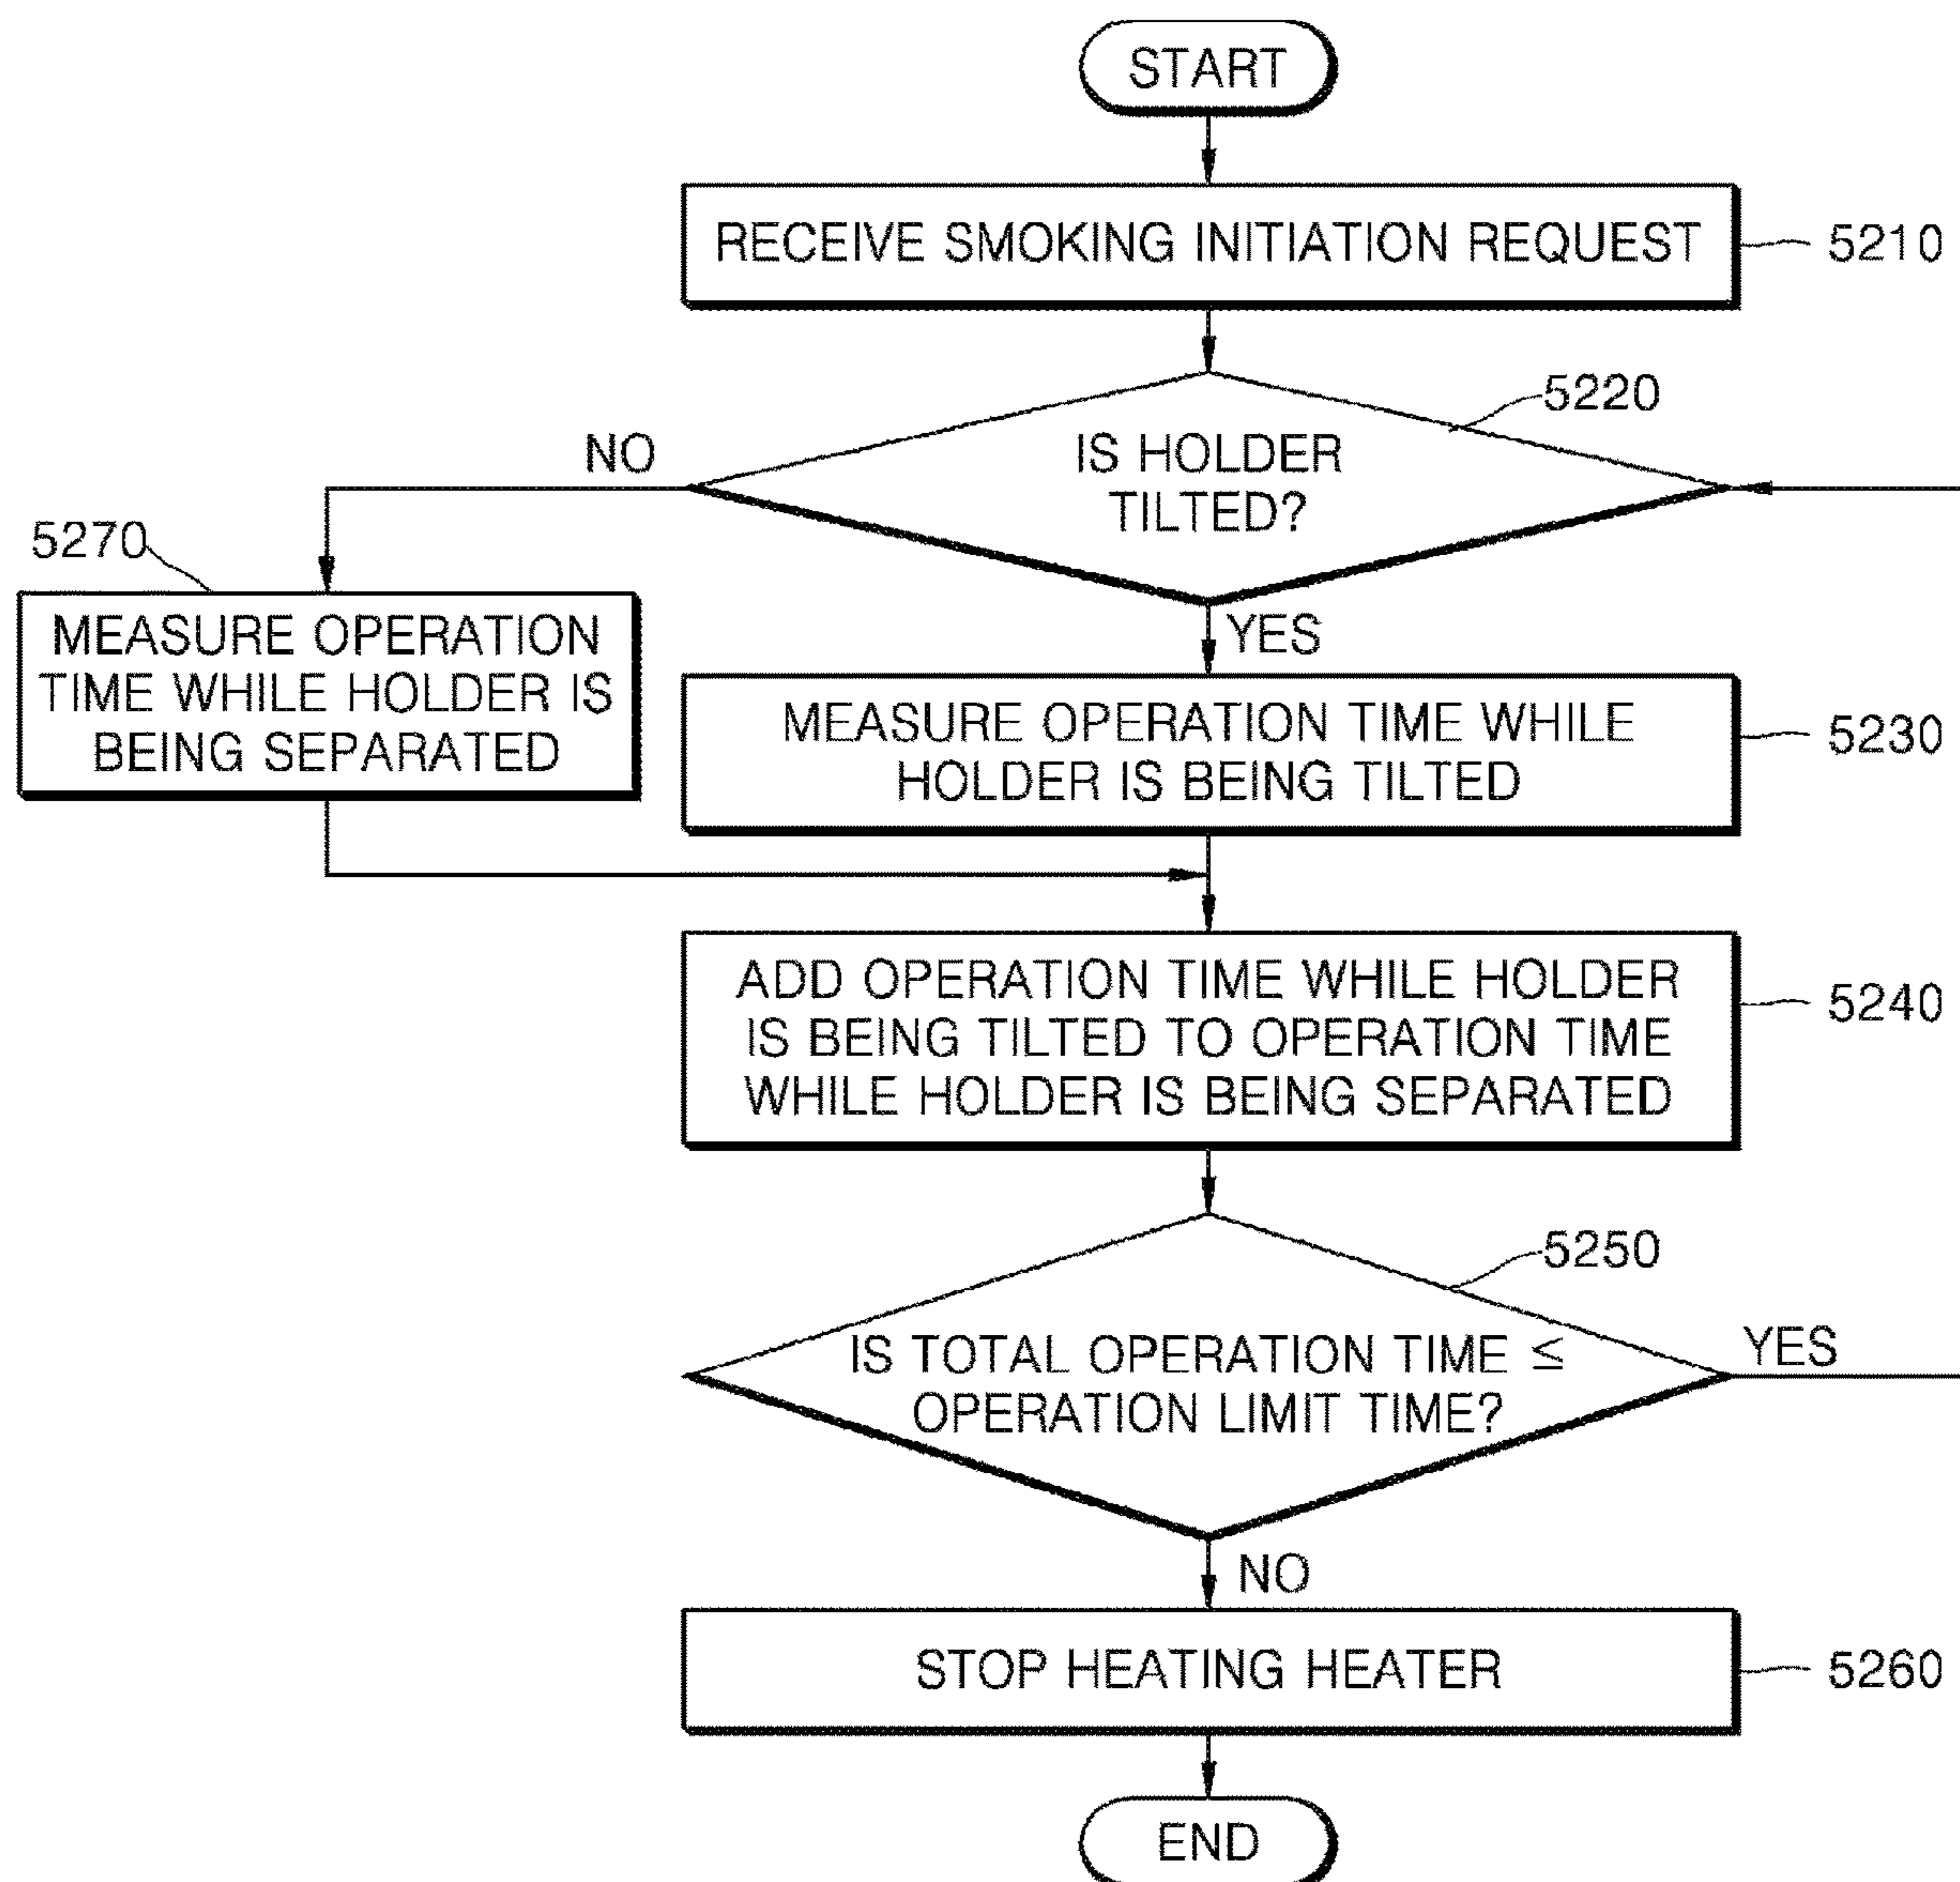 START
RECEIVE SMOKING INITIATION REQUEST
5210
5220
IS HOLDER
TILTED?
NO
YES
5270
MEASURE OPERATION
TIME WHILE HOLDER IS
BEING SEPARATED
MEASURE OPERATION TIME WHILE
HOLDER IS BEING TILTED
5230
ADD OPERATION TIME WHILE HOLDER
IS BEING TILTED TO OPERATION TIME
WHILE HOLDER IS BEING SEPARATED
5240
5250
IS TOTAL OPERATION TIME ≤
OPERATION LIMIT TIME?
YES
NO
STOP HEATING HEATER
5260
END